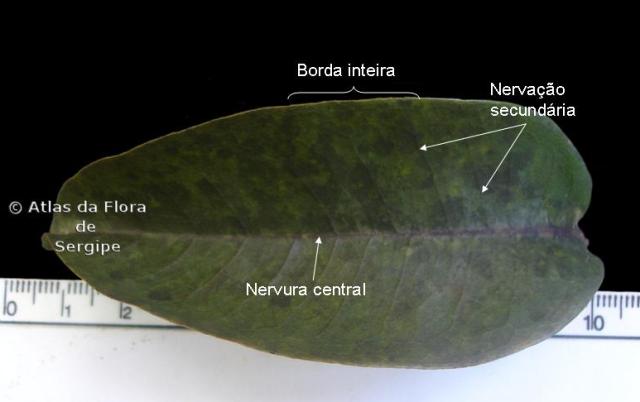 Borda inteira
Nervação
secundária
© Atlas da Flora
de
Sergipe
Nervura central
0 1 2 10